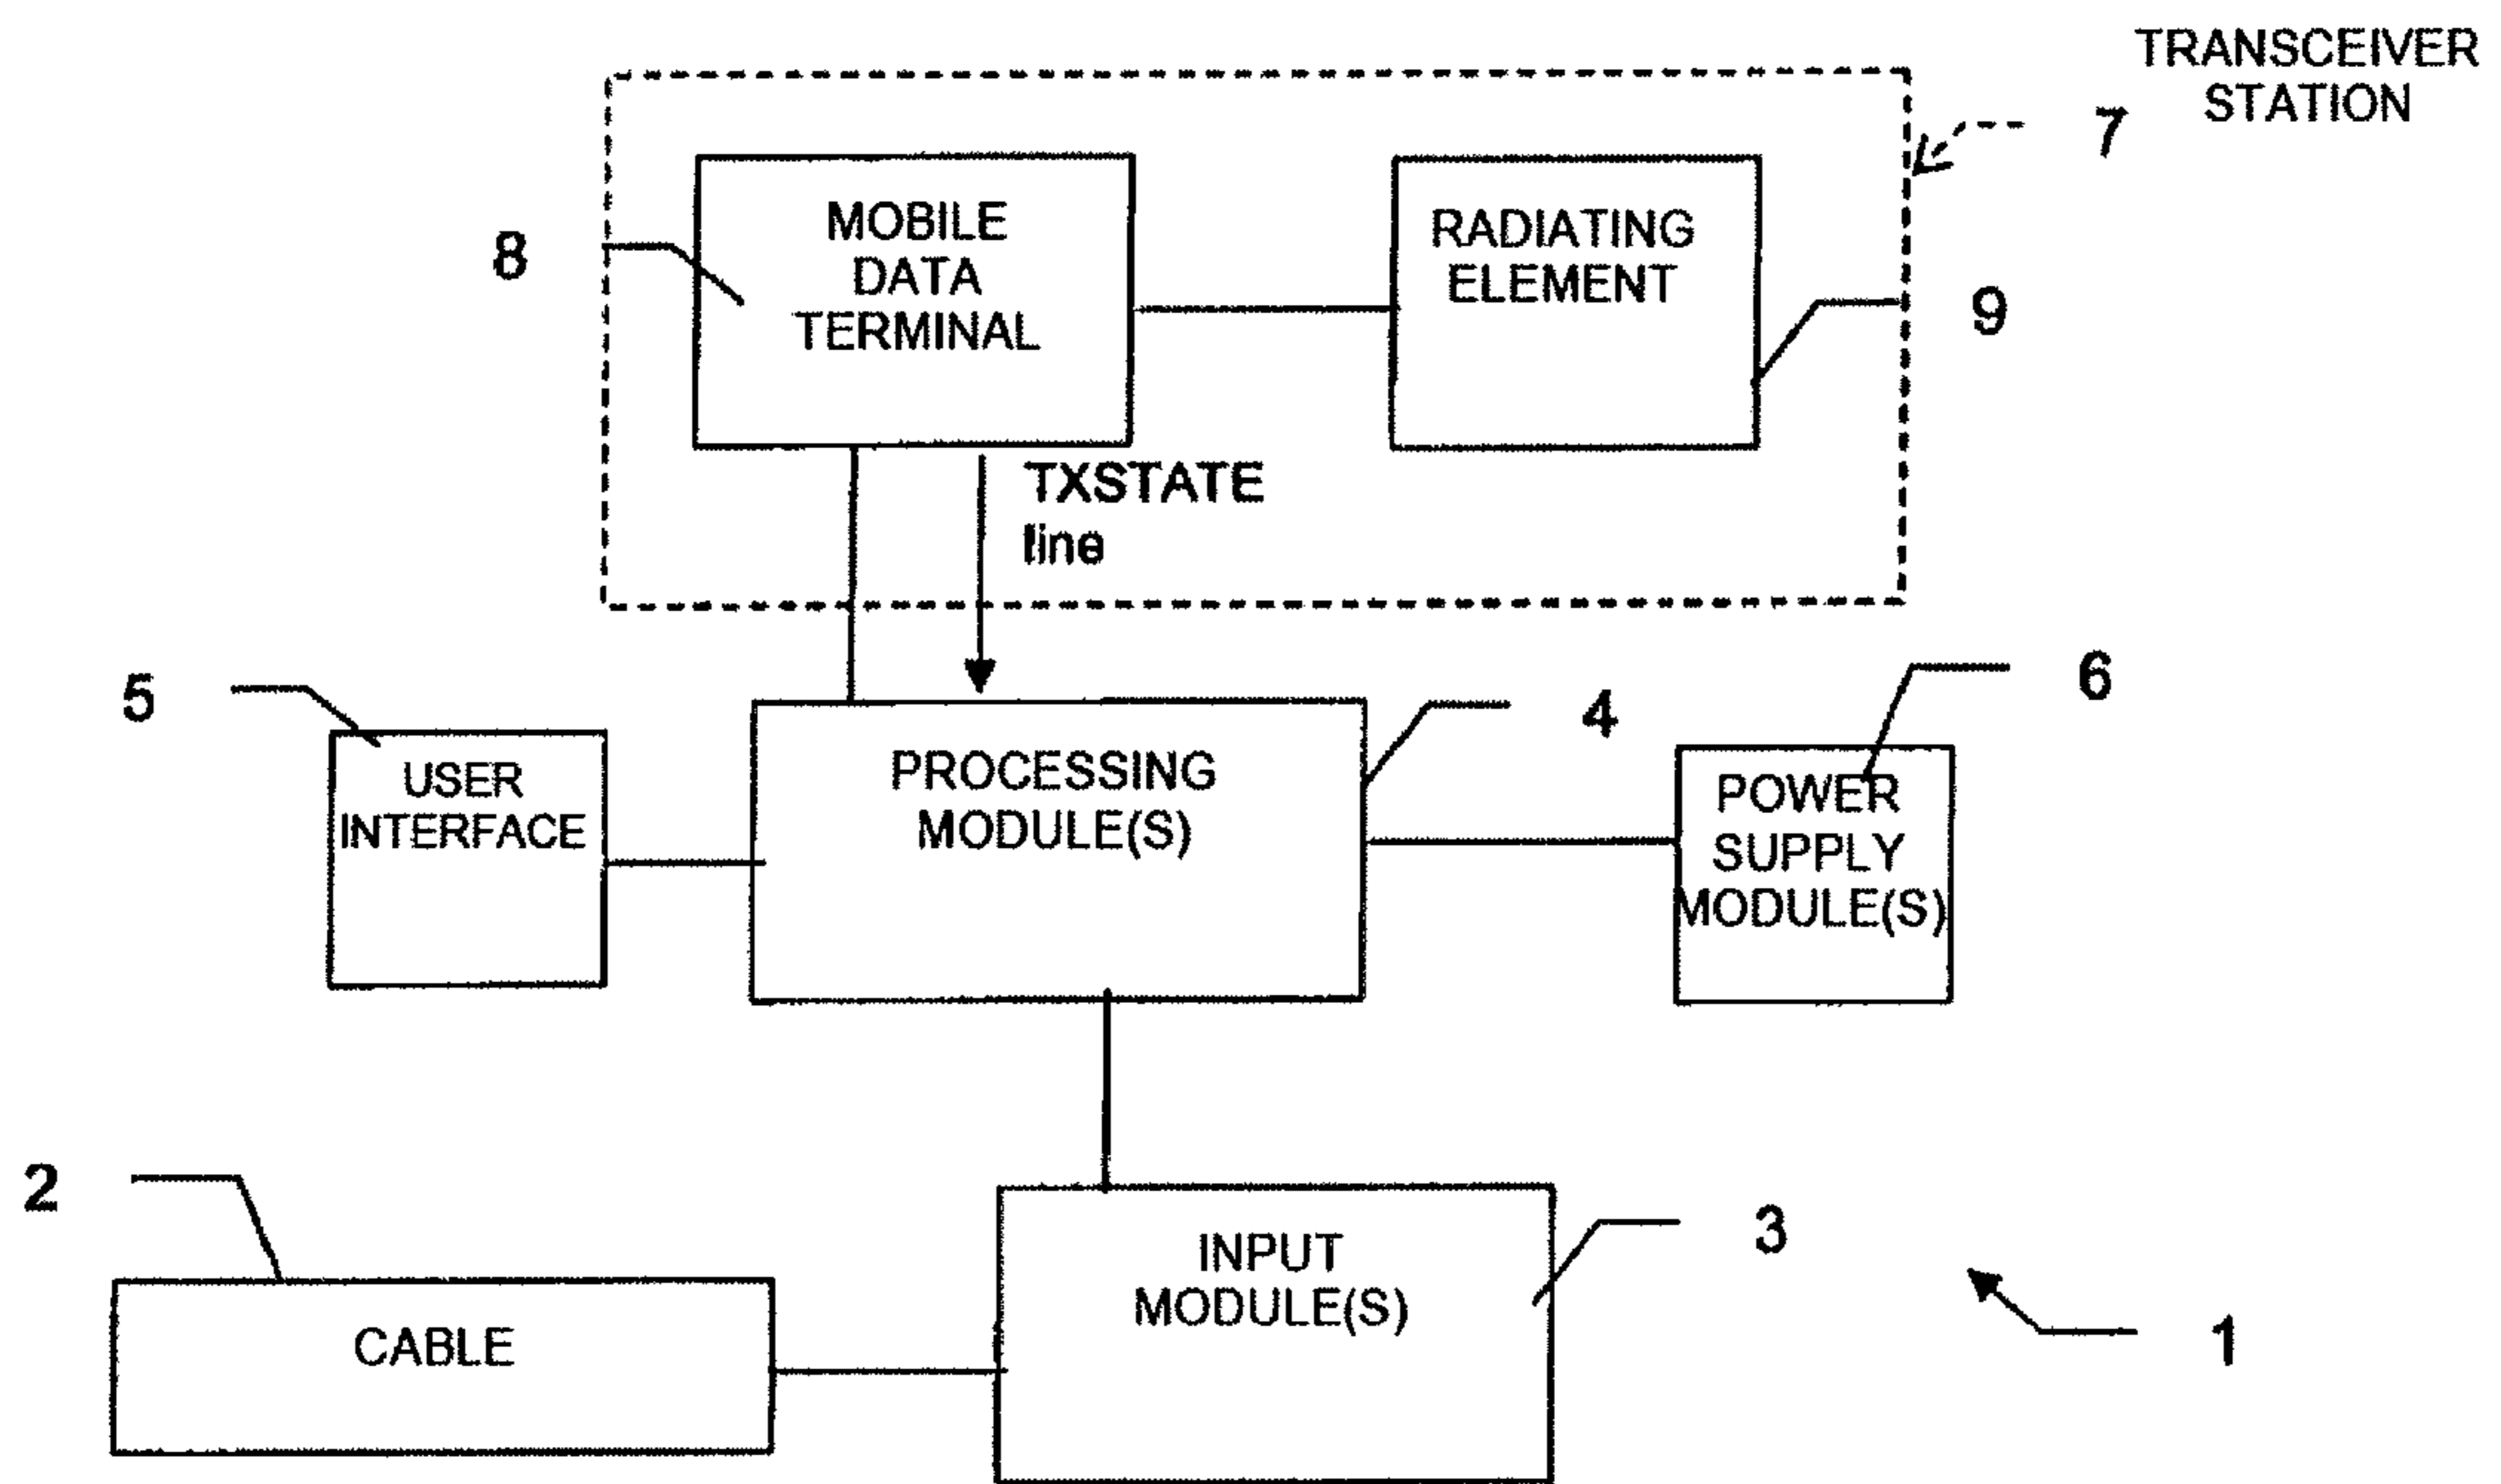 TRANSCEIVER
STATION
7
MOBILE
DATA
TERMINAL
8
RADIATING
ELEMENT
9
TXSTATE
line
5
USER
INTERFACE
PROCESSING
MODULE(S)
4
6
POWER
SUPPLY
MODULE(S)
2
CABLE
INPUT
MODULE(S)
3
1